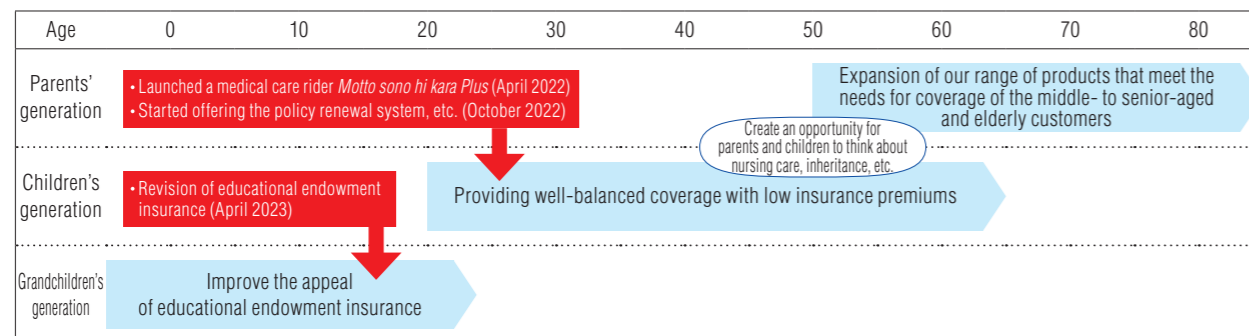 Age 0 10 20 30 40 50 60 70 80
Parents'
generation
• Launched a medical care rider Motto sono hi kara Plus (April 2022)
• Started offering the policy renewal system, etc. (October 2022)
Expansion of our range of products that meet the
needs for coverage of the middle- to senior-aged
and elderly customers
Create an opportunity for
parents and children to think about
nursing care, inheritance, etc.
Children's
generation
• Revision of educational endowment
insurance (April 2023)
Providing well-balanced coverage with low insurance premiums
Grandchildren's
generation
Improve the appeal
of educational endowment insurance